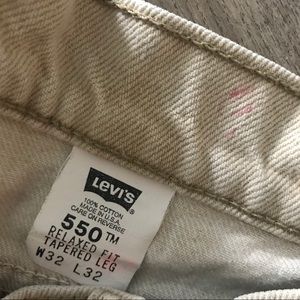 Levi's
100% COTTON
MADE IN U.S.A.
CARE ON REVERSE
550™
RELAXED FIT
TAPERED LEG
W32 L32